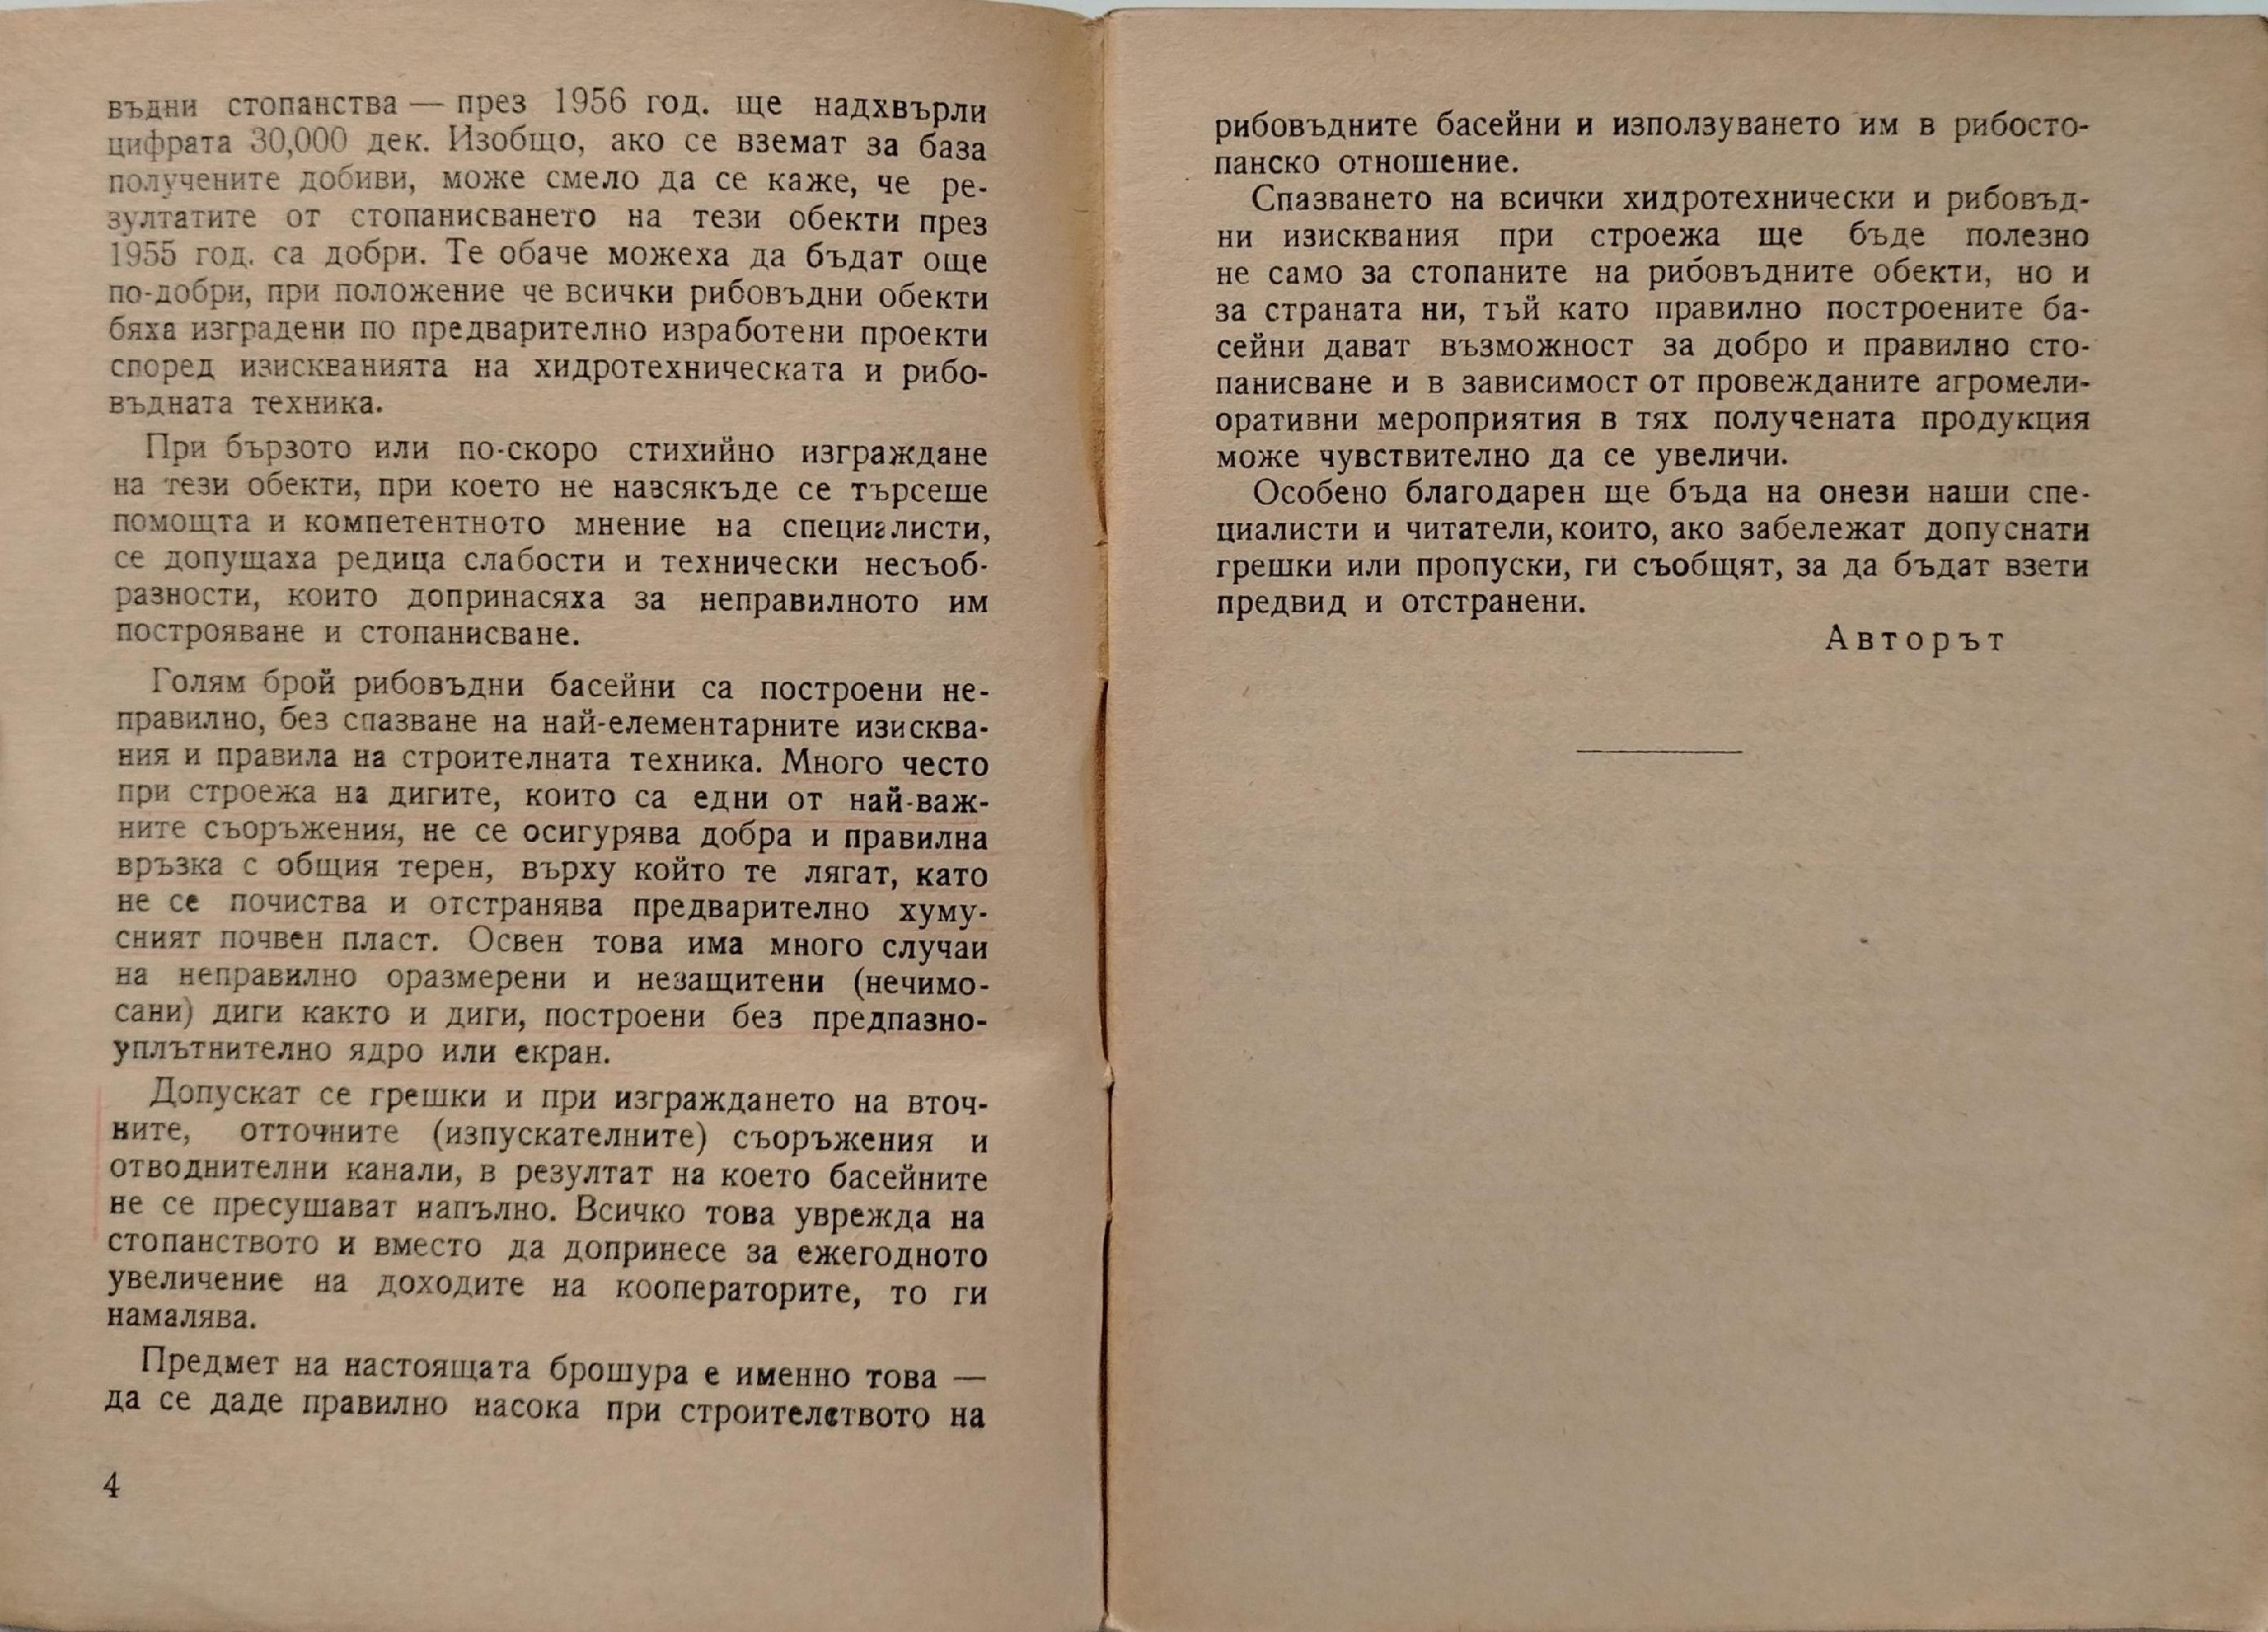 въдни стопанства — през 1956 год. ще надхвърли
цифрата 30,000 дек. Изобщо, ако се вземат за база
получените добиви, може смело да се каже, че ре-
зултатите от стопанисването на тези обекти през
1955 год. са добри. Те обаче можеха да бъдат още
по-добри, при положение че всички рибовъдни обекти
бяха изградени по предварително изработени проекти
според изискванията на хидротехническата и рибо-
въдната техника.
При бързото или по-скоро стихийно изграждане
на тези обекти, при което не навсякъде се търсеше
помощта и компетентното мнение на специалисти,
се допущаха редица слабости и технически несъоб-
разности, които допринасяха за неправилното им
построяване и стопанисване.
Голям брой рибовъдни басейни са построени не-
правилно, без спазване на най-елементарните изисква-
ния и правила на строителната техника. Много често
при строежа на дигите, които са едни от най-важ-
ните съоръжения, не се осигурява добра и правилна
връзка с общия терен, върху който те лягат, като
не се почиства и отстранява предварително хуму-
сният почвен пласт. Освен това има много случаи
на неправилно оразмерени и незащитени (нечимо-
сани) диги както и диги, построени без предпазно-
уплътнително ядро или екран.
Допускат се грешки и при изграждането на вточ-
ните, отточните (изпускателните) съоръжения и
отводнителни канали, в резултат на което басейните
не се пресушават напълно. Всичко това уврежда на
стопанството и вместо да допринесе за ежегодното
увеличение на доходите на кооператорите, то ги
намалява.
Предмет на настоящата брошура е именно това —
да се даде правилно насока при строителството на
4
рибовъдните басейни и използуването им в рибосто-
панско отношение.
Спазването на всички хидротехнически и рибовъд-
ни изисквания при строежа ще бъде полезно
не само за стопаните на рибовъдните обекти, но и
за страната ни, тъй като правилно построените ба-
сейни дават възможност за добро и правилно сто-
панисване и в зависимост от провежданите агромели-
оративни мероприятия в тях получената продукция
може чувствително да се увеличи.
Особено благодарен ще бъда на онези наши спе-
циалисти и читатели, които, ако забележат допуснати
грешки или пропуски, ги съобщят, за да бъдат взети
предвид и отстранени.
Авторът